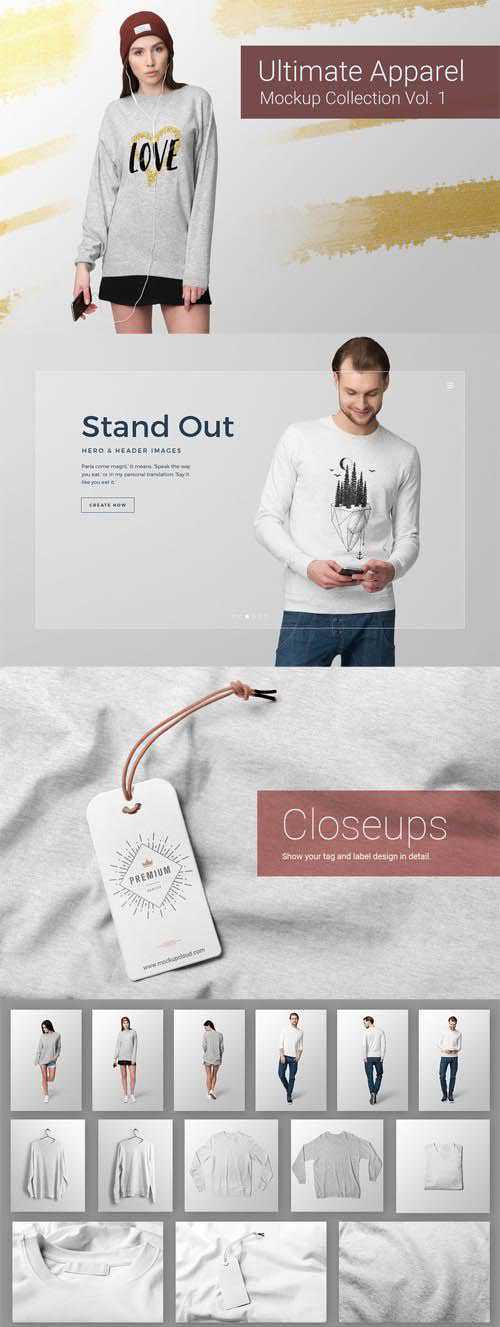 Ultimate Apparel
Mockup Collection Vol. 1
LOVE
Stand Out
HERO & HEADER IMAGES
Parla come magni,' it means, 'Speak the way
you eat,' or in my personal translation: 'Say it
like you eat it.'
CREATE NOW
Closeups
Show your tag and label design in detail.
PREMIUM
www.mockupcloud.com